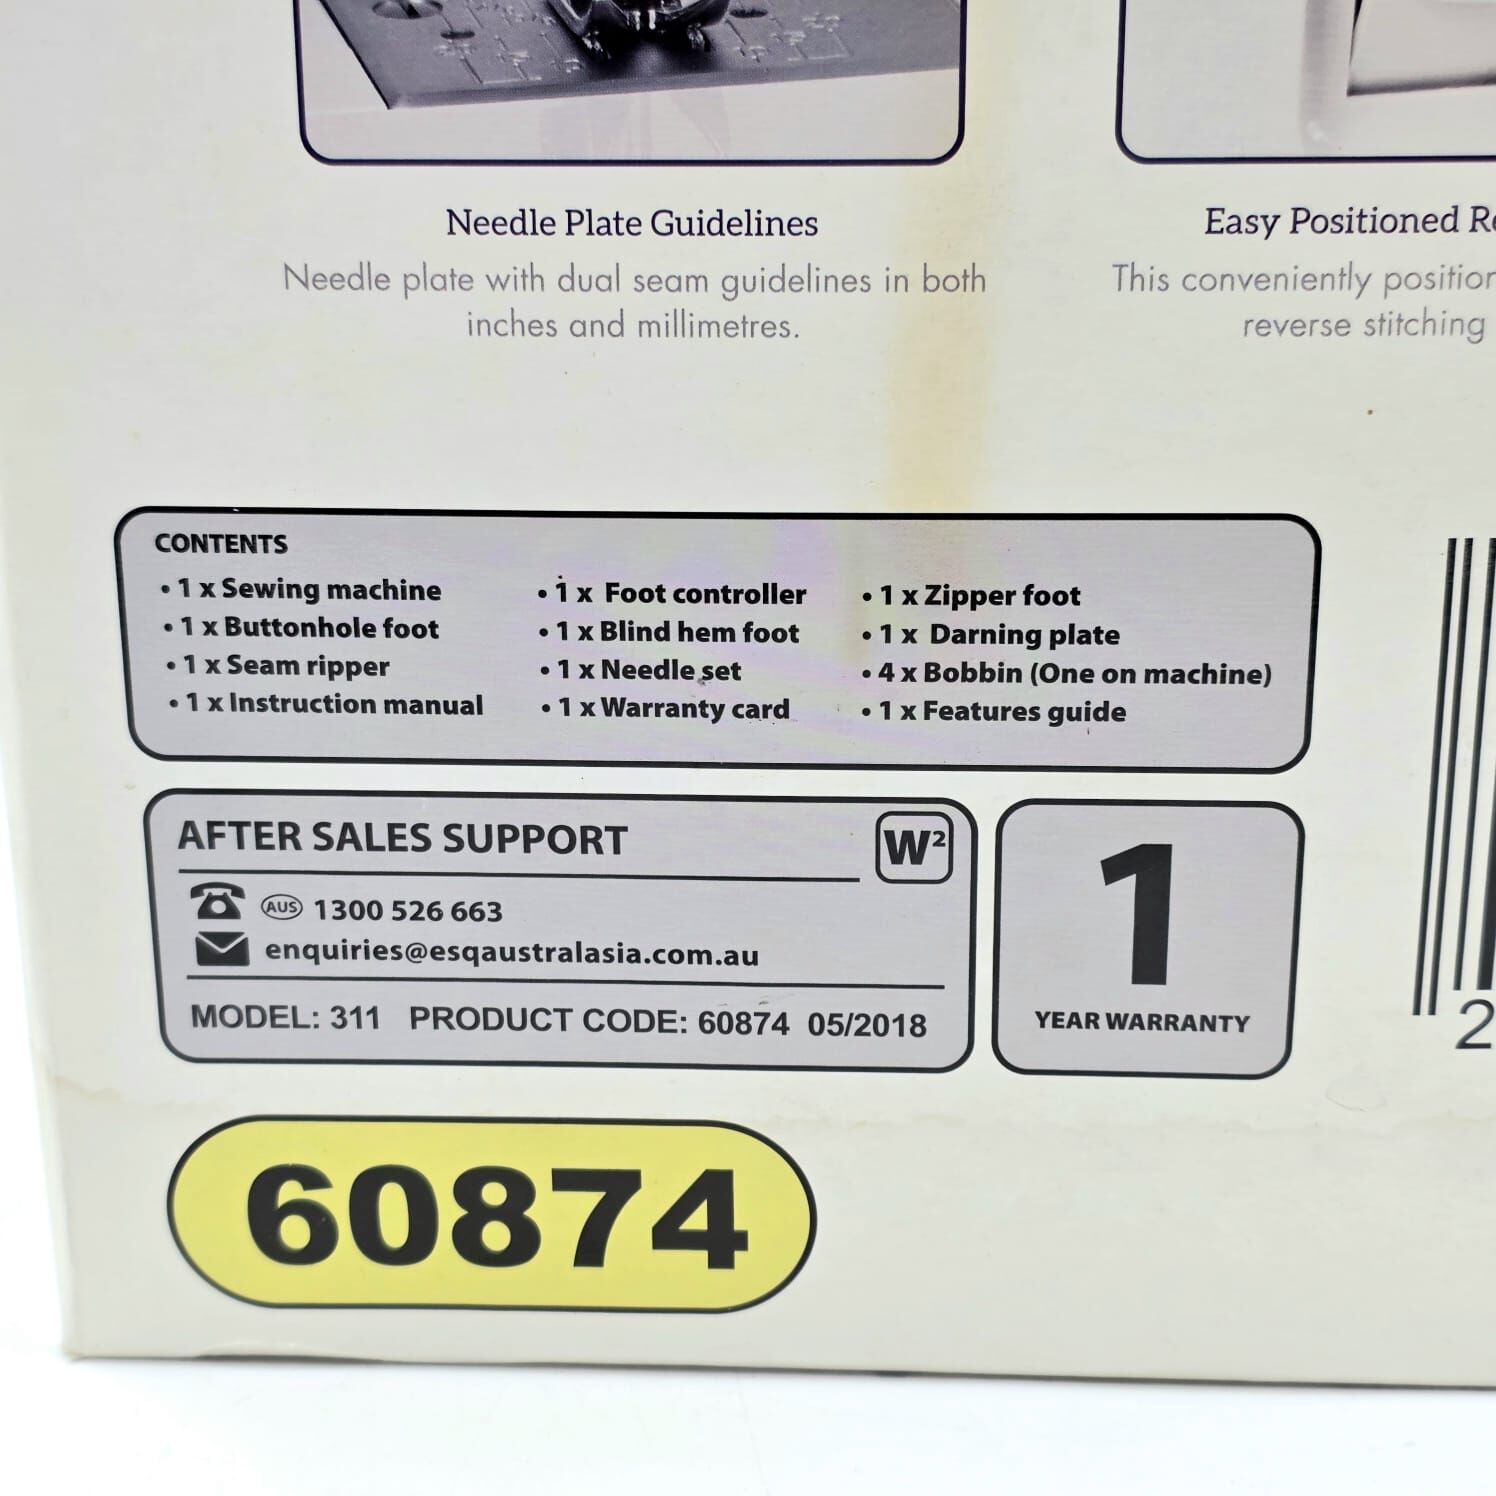 Needle Plate Guidelines
Needle plate with dual seam guidelines in both
inches and millimetres.
Easy Positioned
This conveniently
reverse stitching
CONTENTS
• 1 x Sewing machine
• 1 x Buttonhole foot
• 1 x Seam ripper
• 1 x Instruction manual
• 1 x Foot controller
• 1 x Blind hem foot
• 1 x Needle set
• 1 x Warranty card
• 1 x Zipper foot
• 1 x Darning plate
• 4 x Bobbin (One on machine)
• 1 x Features guide
AFTER SALES SUPPORT
W²
AUS 1300 526 663
enquiries@esqaustralasia.com.au
MODEL: 311 PRODUCT CODE: 60874 05/2018
1
YEAR WARRANTY
2
60874